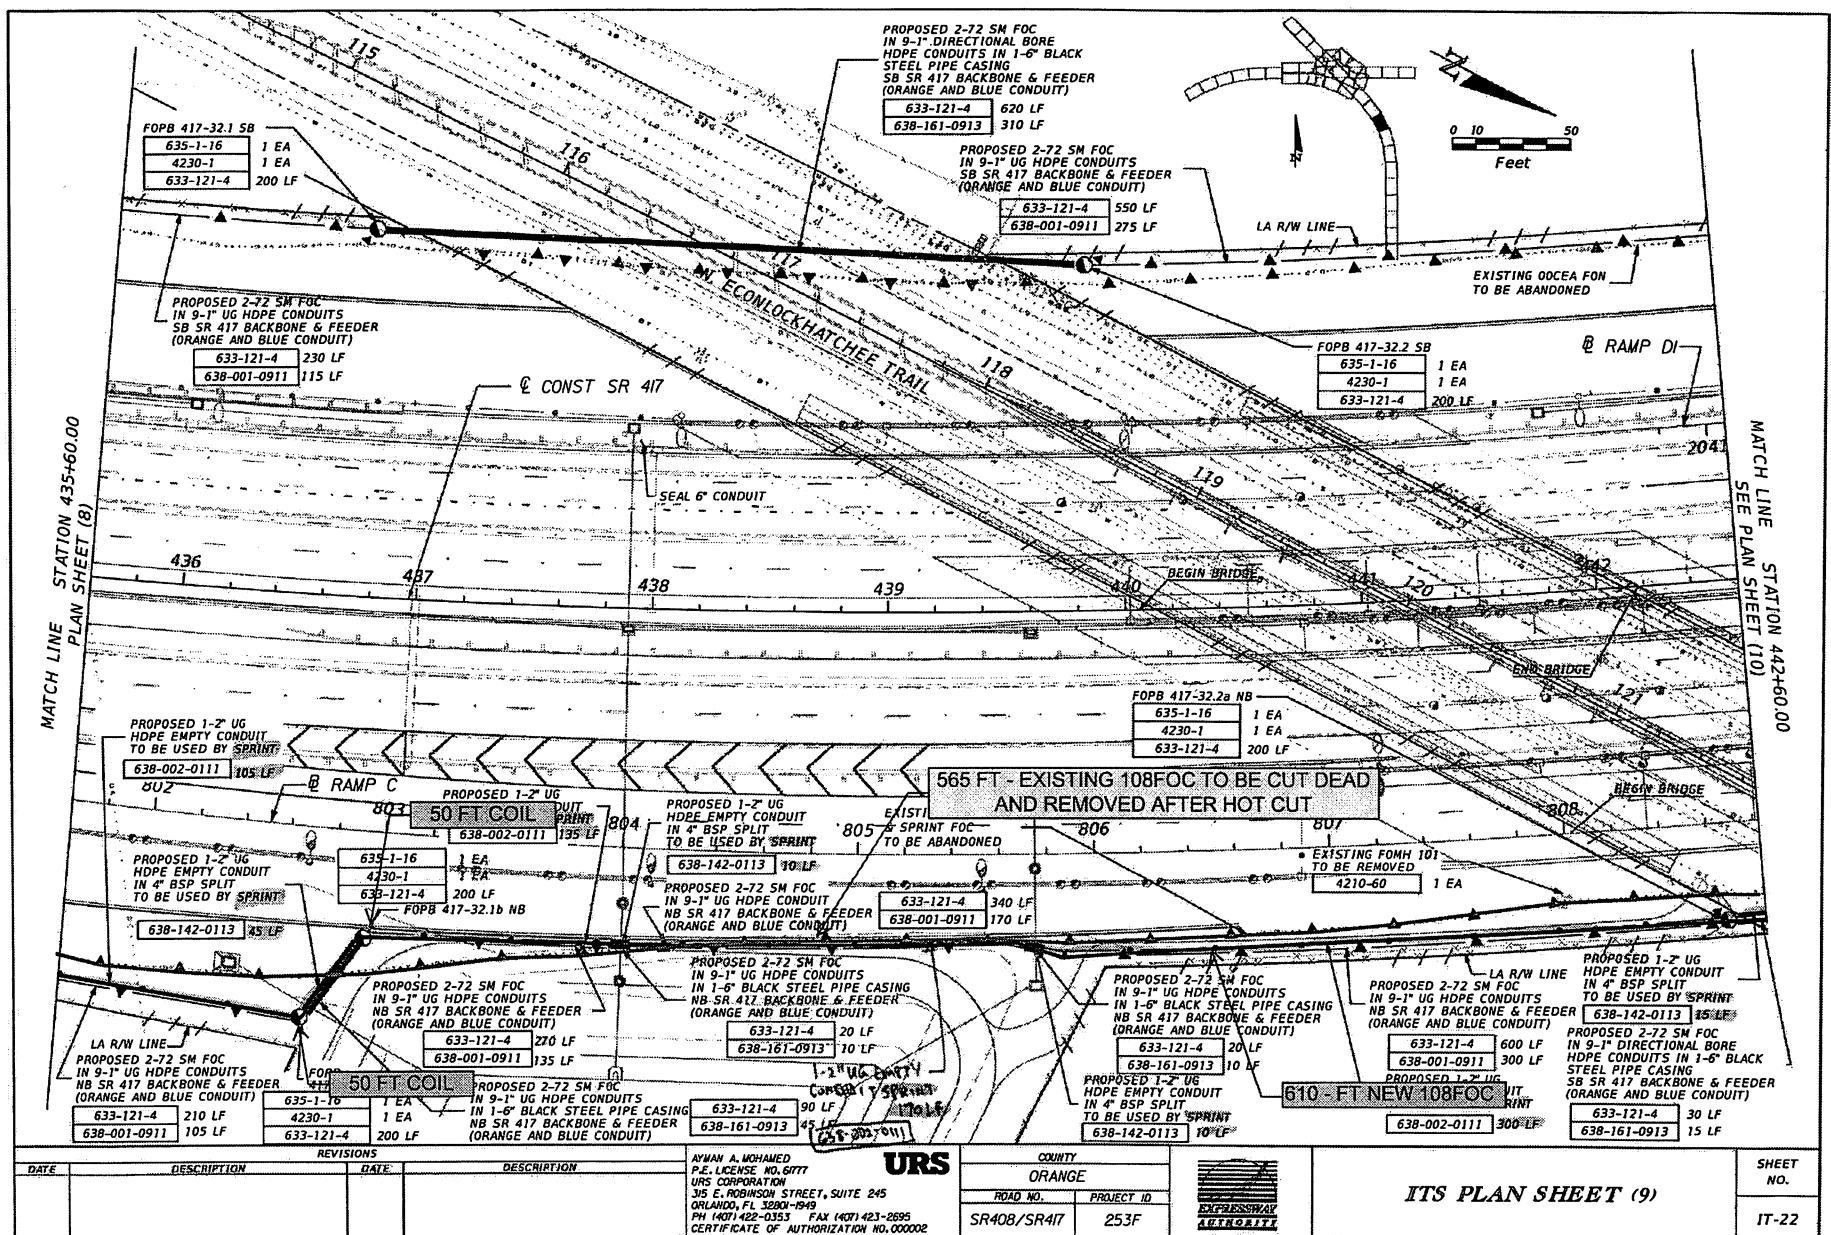 PROPOSED 2-72 SM FOC
IN 9-1" DIRECTIONAL BORE
HDPE CONDUITS IN 1-6" BLACK
STEEL PIPE CASING
SB SR 417 BACKBONE & FEEDER
(ORANGE AND BLUE CONDUIT)
633-121-4 620 LF
638-161-0913 310 LF
115
FOPB 417-32.1 SB
635-1-16 1 EA
4230-1 1 EA
633-121-4 200 LF
116
PROPOSED 2-72 SM FOC
IN 9-1" UG HDPE CONDUITS
SB SR 417 BACKBONE & FEEDER
(ORANGE AND BLUE CONDUIT)
633-121-4 550 LF
638-001-0911 275 LF
N
0 10 50
Feet
LA R/W LINE
EXISTING OOCEA FON
TO BE ABANDONED
117
N. ECONLOCKHATCHEE TRAIL
PROPOSED 2-72 SM FOC
IN 9-1" UG HDPE CONDUITS
SB SR 417 BACKBONE & FEEDER
(ORANGE AND BLUE CONDUIT)
633-121-4 230 LF
638-001-0911 115 LF
℄ CONST SR 417
118
FOPB 417-32.2 SB
635-1-16 1 EA
4230-1 1 EA
633-121-4 200 LF
RAMP D1
2041
MATCH LINE STATION 435+60.00
PLAN SHEET (8)
MATCH LINE STATION 442+60.00
SEE PLAN SHEET (10)
SEAL 6" CONDUIT
119
436
437
438
439
440
441
442
BEGIN BRIDGE
120
END BRIDGE
121
PROPOSED 1-2" UG
HDPE EMPTY CONDUIT
TO BE USED BY SPRINT
638-002-0111 105 LF
802
RAMP C
803
50 FT COIL
PROPOSED 1-2" UG
638-002-0111 135 LF
804
PROPOSED 1-2" UG
HDPE EMPTY CONDUIT
IN 4" BSP SPLIT
TO BE USED BY SPRINT
638-142-0113 10 LF
805
& SPRINT FOC
TO BE ABANDONED
FOPB 417-32.2a NB
635-1-16 1 EA
4230-1 1 EA
633-121-4 200 LF
565 FT - EXISTING 108FOC TO BE CUT DEAD
AND REMOVED AFTER HOT CUT
806
807
808
BEGIN BRIDGE
EXISTING FOMH 101
TO BE REMOVED
4210-60 1 EA
PROPOSED 1-2" UG
HDPE EMPTY CONDUIT
IN 4" BSP SPLIT
TO BE USED BY SPRINT
638-142-0113 45 LF
635-1-16 1 EA
4230-1 1 EA
633-121-4 200 LF
FOPB 417-32.1b NB
PROPOSED 2-72 SM FOC
IN 9-1" UG HDPE CONDUIT
NB SR 417 BACKBONE & FEEDER
(ORANGE AND BLUE CONDUIT)
633-121-4 340 LF
638-001-0911 170 LF
LA R/W LINE
PROPOSED 2-72 SM FOC
IN 9-1" UG HDPE CONDUITS
NB SR 417 BACKBONE & FEEDER
(ORANGE AND BLUE CONDUIT)
633-121-4 210 LF
638-001-0911 105 LF
PROPOSED 2-72 SM FOC
IN 9-1" UG HDPE CONDUITS
NB SR 417 BACKBONE & FEEDER
(ORANGE AND BLUE CONDUIT)
633-121-4 270 LF
638-001-0911 135 LF
50 FT COIL
635-1-16 1 EA
4230-1 1 EA
633-121-4 200 LF
PROPOSED 2-72 SM FOC
IN 9-1" UG HDPE CONDUITS
IN 1-6" BLACK STEEL PIPE CASING
NB SR 417 BACKBONE & FEEDER
(ORANGE AND BLUE CONDUIT)
633-121-4 90 LF
638-161-0913 45 LF
PROPOSED 2-72 SM FOC
IN 9-1" UG HDPE CONDUITS
IN 1-6" BLACK STEEL PIPE CASING
NB SR 417 BACKBONE & FEEDER
(ORANGE AND BLUE CONDUIT)
633-121-4 20 LF
638-161-0913 10 LF
1-2" UG EMPTY
CONDUIT SPRINT
170 LF
638-002-0111
PROPOSED 2-72 SM FOC
IN 9-1" UG HDPE CONDUITS
IN 1-6" BLACK STEEL PIPE CASING
NB SR 417 BACKBONE & FEEDER
(ORANGE AND BLUE CONDUIT)
633-121-4 20 LF
638-161-0913 10 LF
PROPOSED 1-2" UG
HDPE EMPTY CONDUIT
IN 4" BSP SPLIT
TO BE USED BY SPRINT
638-142-0113 10 LF
LA R/W LINE
PROPOSED 2-72 SM FOC
IN 9-1" UG HDPE CONDUITS
NB SR 417 BACKBONE & FEEDER
(ORANGE AND BLUE CONDUIT)
633-121-4 600 LF
638-001-0911 300 LF
610 - FT NEW 108FOC
638-002-0111 300 LF
PROPOSED 1-2" UG
HDPE EMPTY CONDUIT
IN 4" BSP SPLIT
TO BE USED BY SPRINT
638-142-0113 15 LF
PROPOSED 2-72 SM FOC
IN 9-1" DIRECTIONAL BORE
HDPE CONDUITS IN 1-6" BLACK
STEEL PIPE CASING
SB SR 417 BACKBONE & FEEDER
(ORANGE AND BLUE CONDUIT)
633-121-4 30 LF
638-161-0913 15 LF
REVISIONS
DATE DESCRIPTION DATE DESCRIPTION
AYMAN A. MOHAMED
P.E. LICENSE NO. 61777
URS CORPORATION
315 E. ROBINSON STREET, SUITE 245
ORLANDO, FL 32801-1949
PH (407) 422-0353 FAX (407) 423-2695
CERTIFICATE OF AUTHORIZATION NO. 000002
URS
COUNTY
ORANGE
ROAD NO. PROJECT ID
SR408/SR417 253F
EXPRESSWAY
AUTHORITY
ITS PLAN SHEET (9)
SHEET
NO.
IT-22